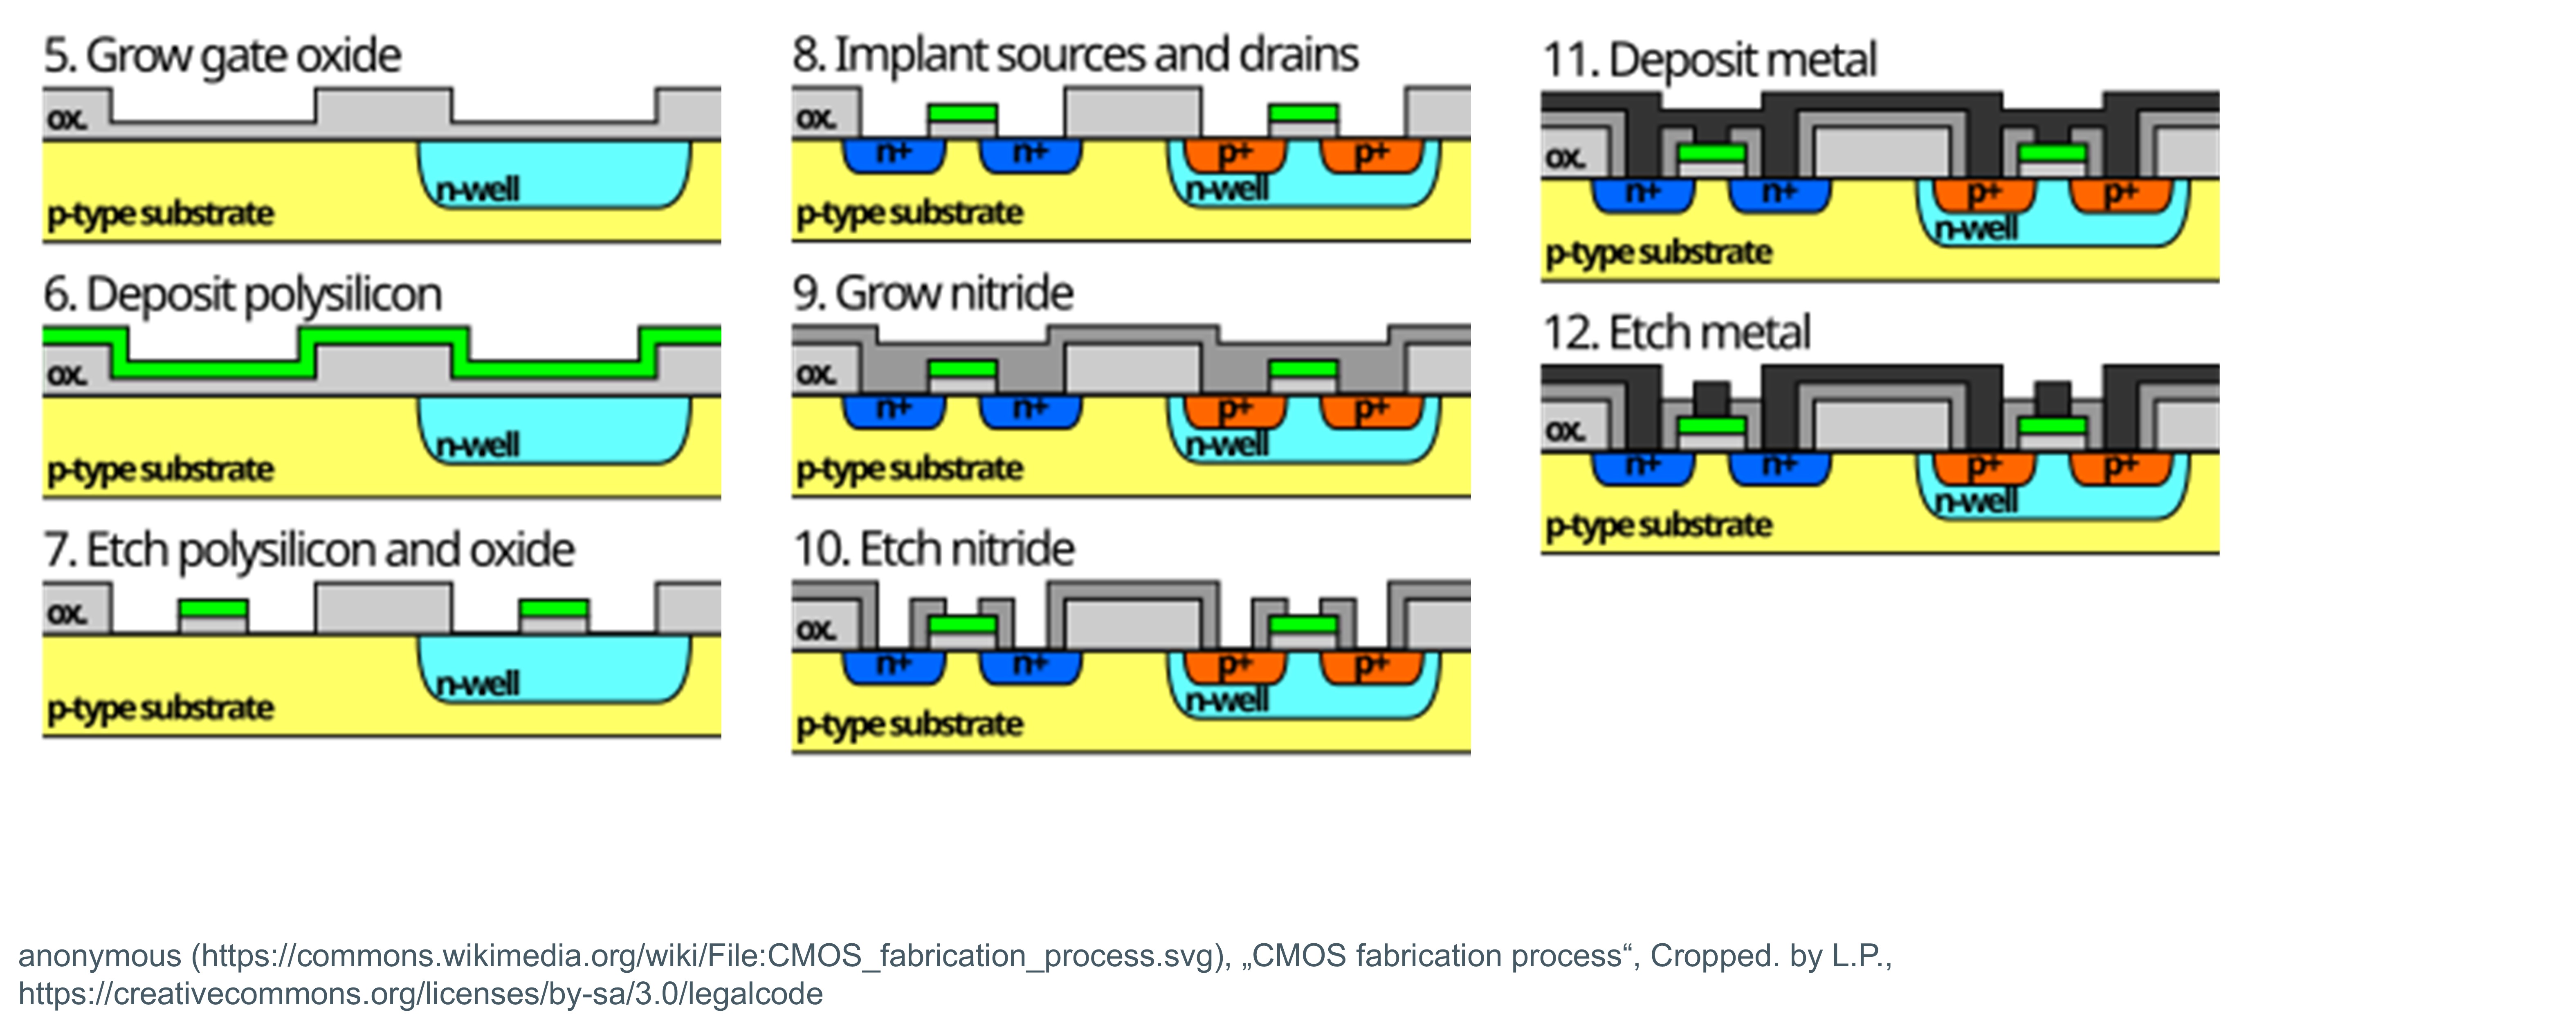 5. Grow gate oxide
ox.
n-well
p-type substrate
6. Deposit polysilicon
ox.
n-well
p-type substrate
7. Etch polysilicon and oxide
ox.
n-well
p-type substrate
8. Implant sources and drains
ox.
n+ n+ p+ p+
n-well
p-type substrate
9. Grow nitride
ox.
n+ n+ p+ p+
n-well
p-type substrate
10. Etch nitride
ox.
n+ n+ p+ p+
n-well
p-type substrate
11. Deposit metal
ox.
n+ n+ p+ p+
n-well
p-type substrate
12. Etch metal
ox.
n+ n+ p+ p+
n-well
p-type substrate
anonymous (https://commons.wikimedia.org/wiki/File:CMOS_fabrication_process.svg), „CMOS fabrication process“, Cropped. by L.P.,
https://creativecommons.org/licenses/by-sa/3.0/legalcode